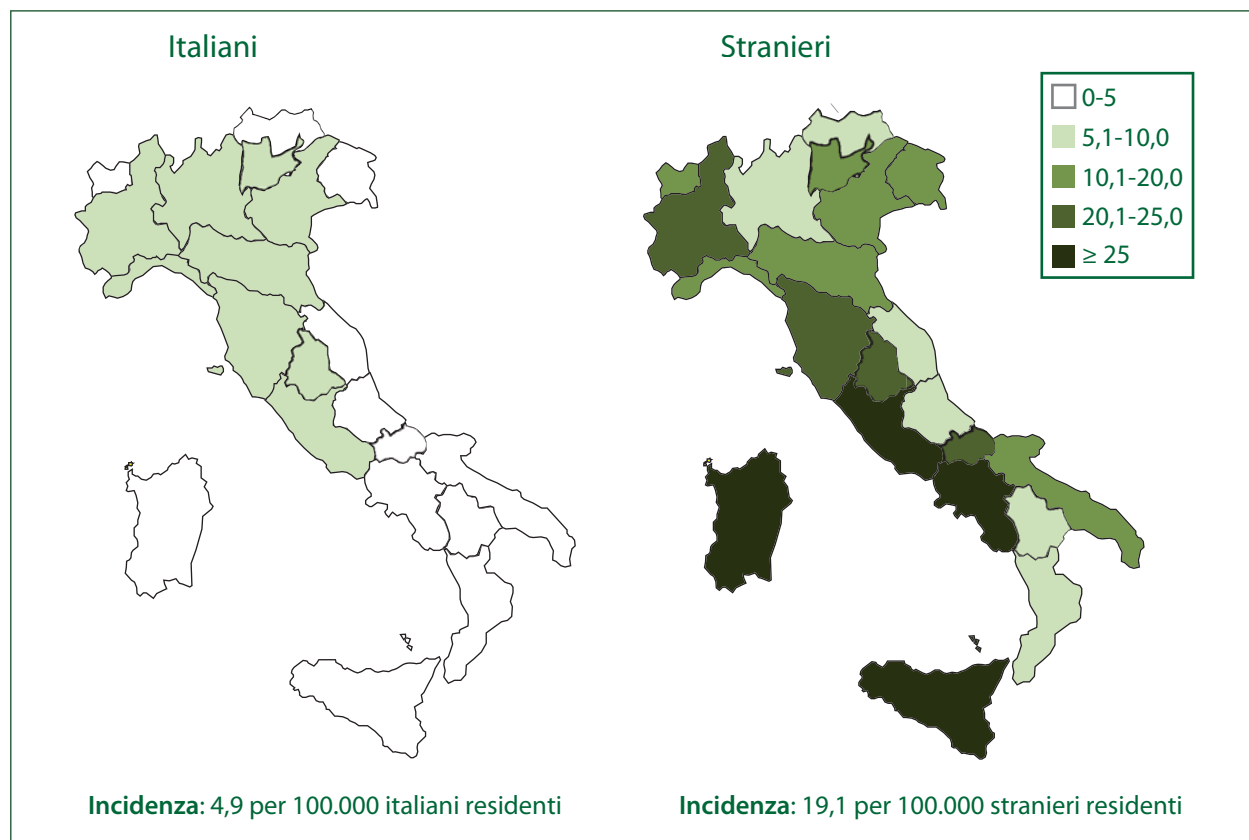 Italiani
Stranieri
0-5
5,1-10,0
10,1-20,0
20,1-25,0
≥ 25
Incidenza: 4,9 per 100.000 italiani residenti
Incidenza: 19,1 per 100.000 stranieri residenti